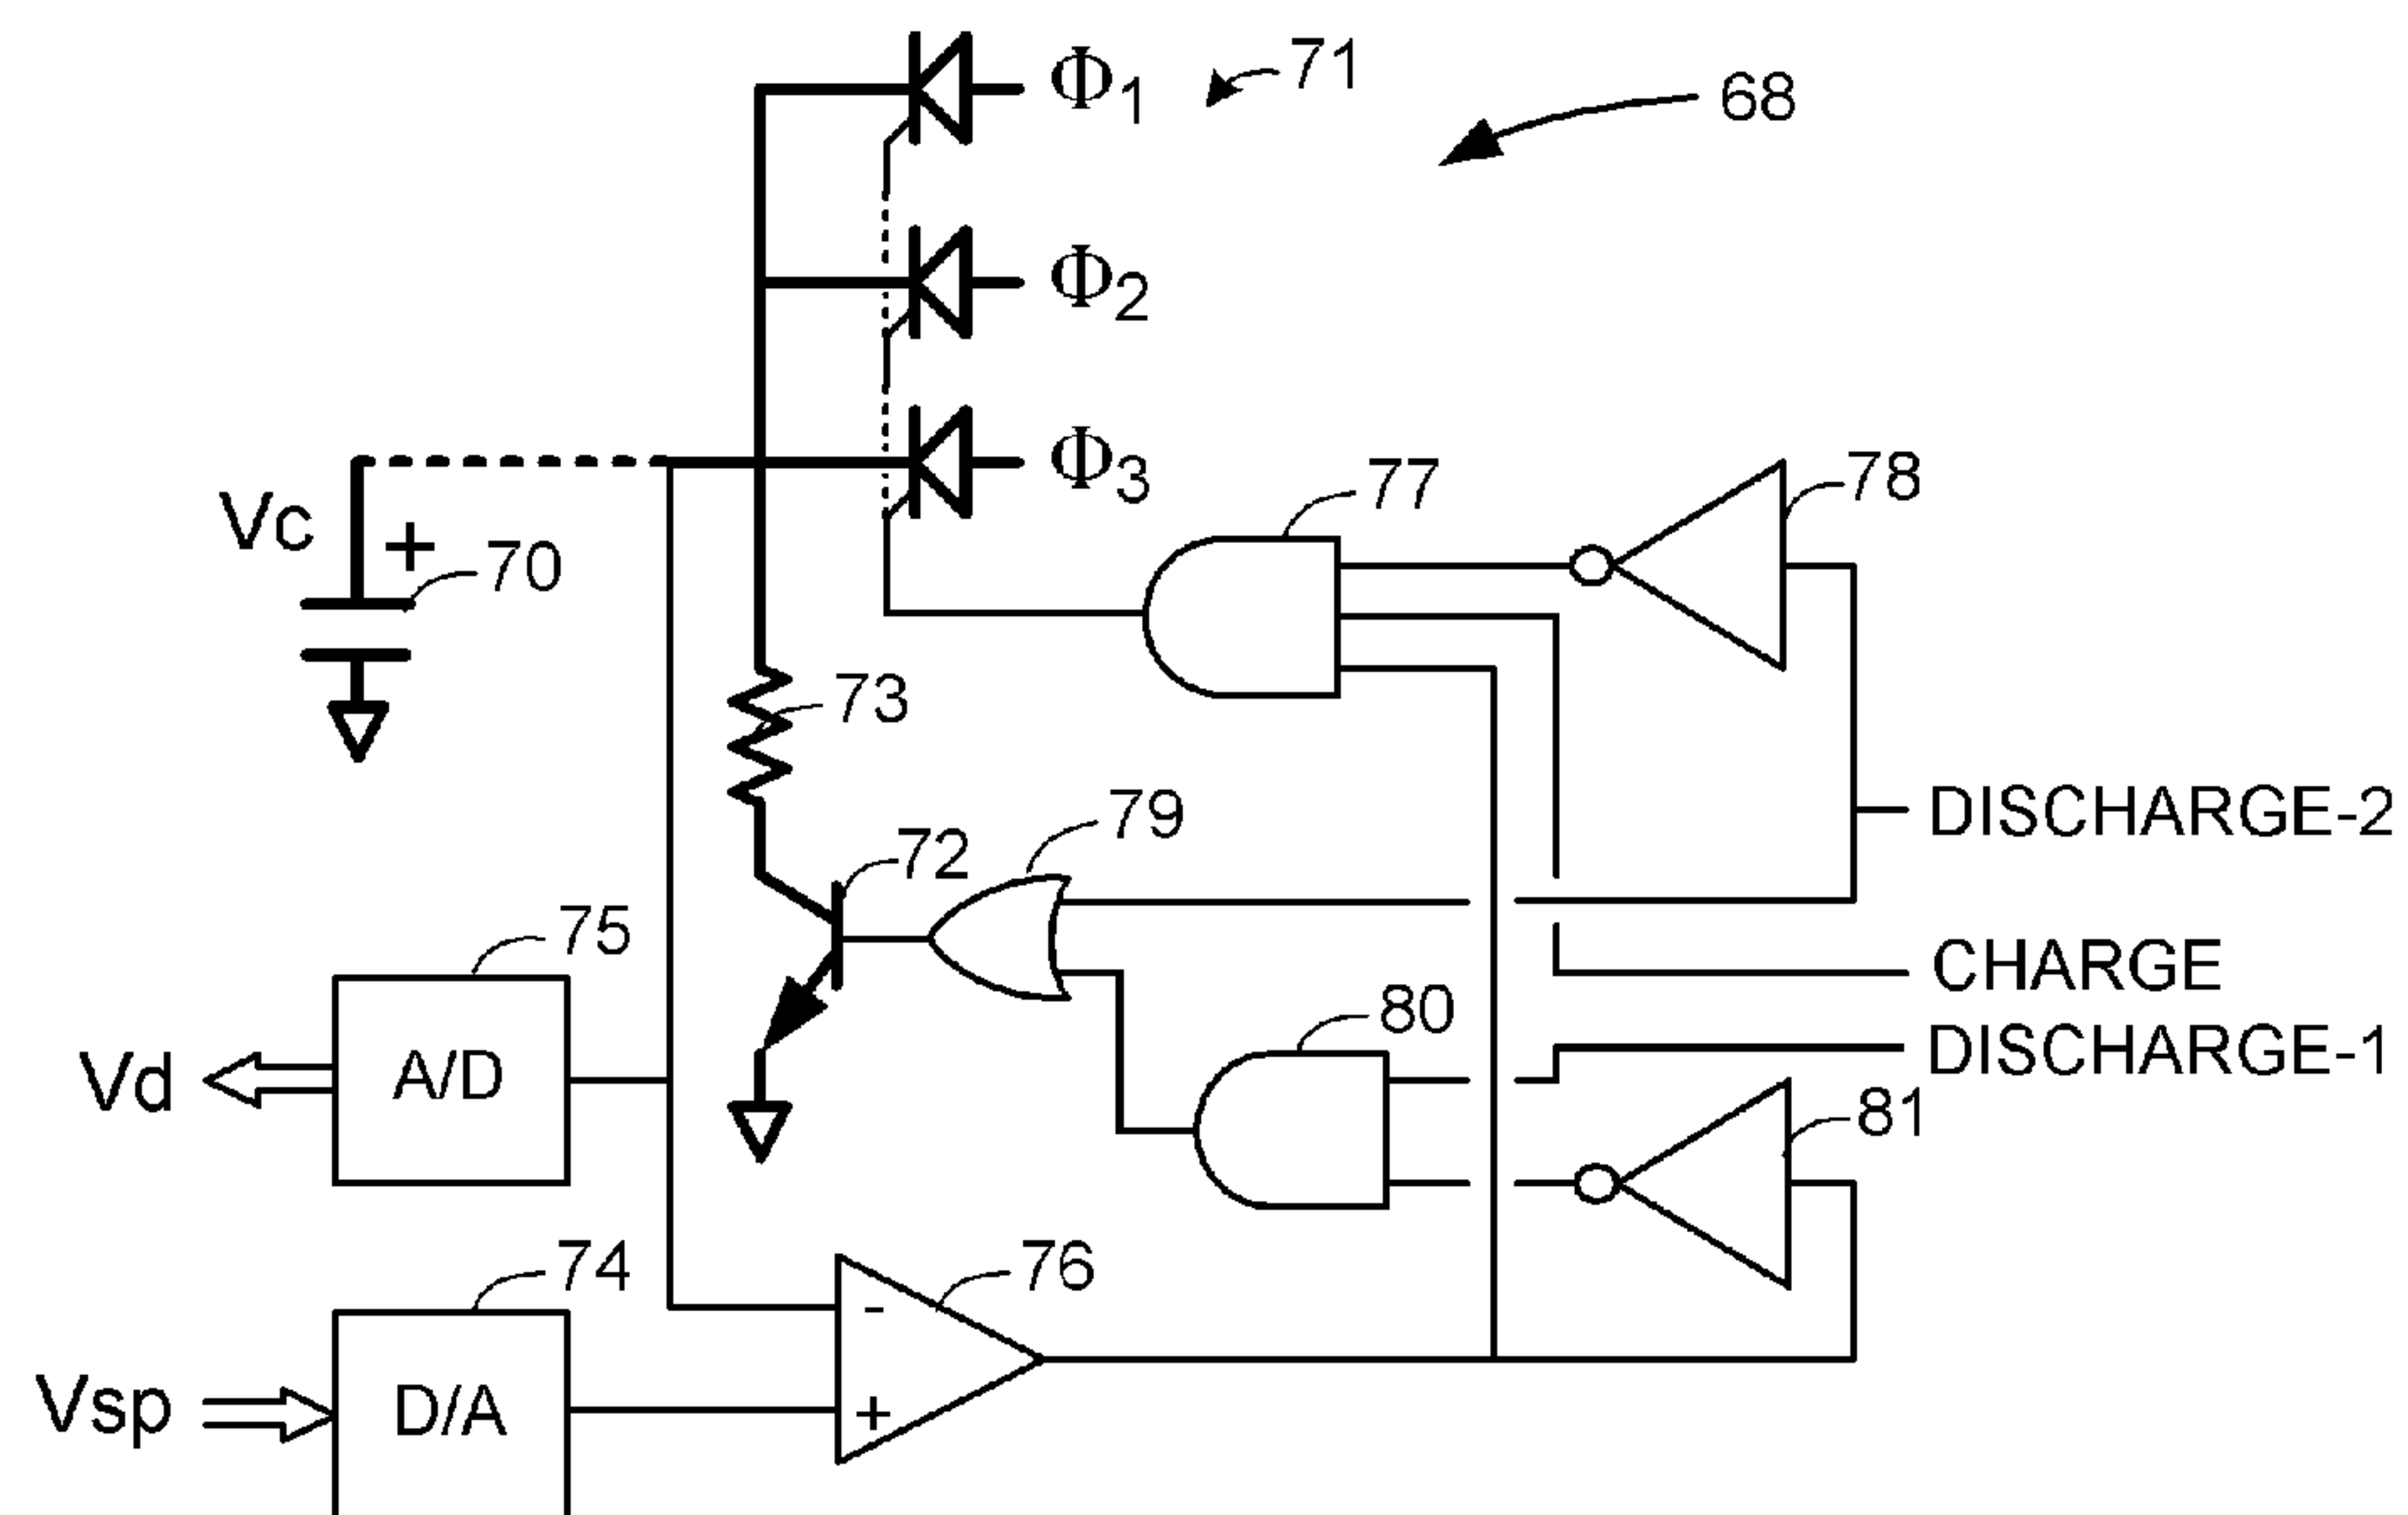 Φ1
71
68
Φ2
Φ3
Vc
+
70
77
78
73
79
72
DISCHARGE-2
75
CHARGE
80
DISCHARGE-1
Vd
A/D
81
74
76
-
Vsp
D/A
+